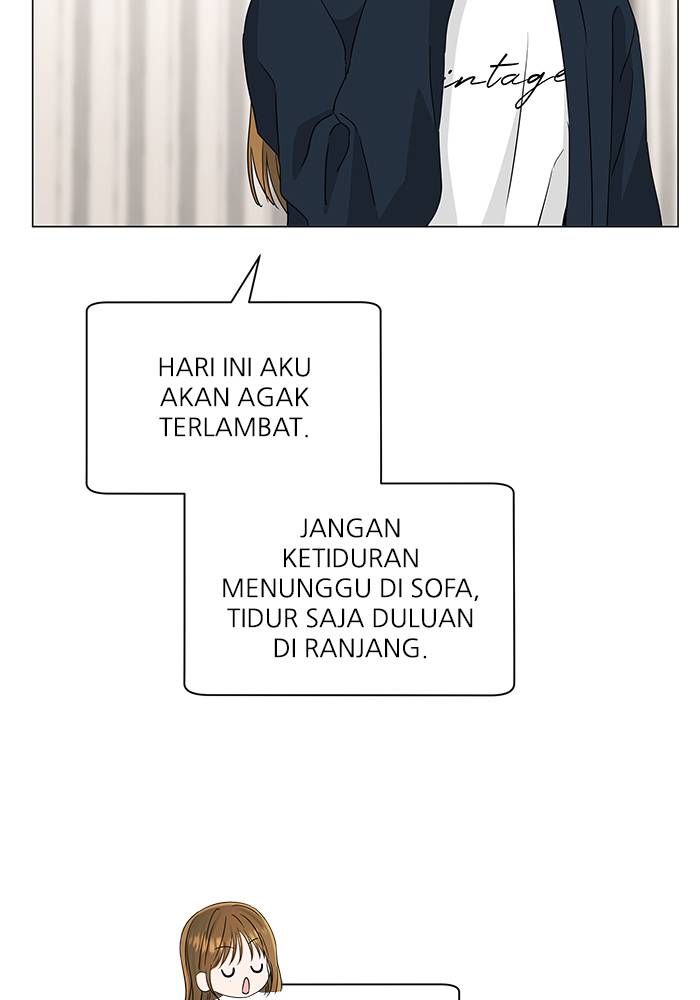 intage
HARI INI AKU
AKAN AGAK
TERLAMBAT.
JANGAN
KETIDURAN
MENUNGGU DI SOFA,
TIDUR SAJA DULUAN
DI RANJANG.